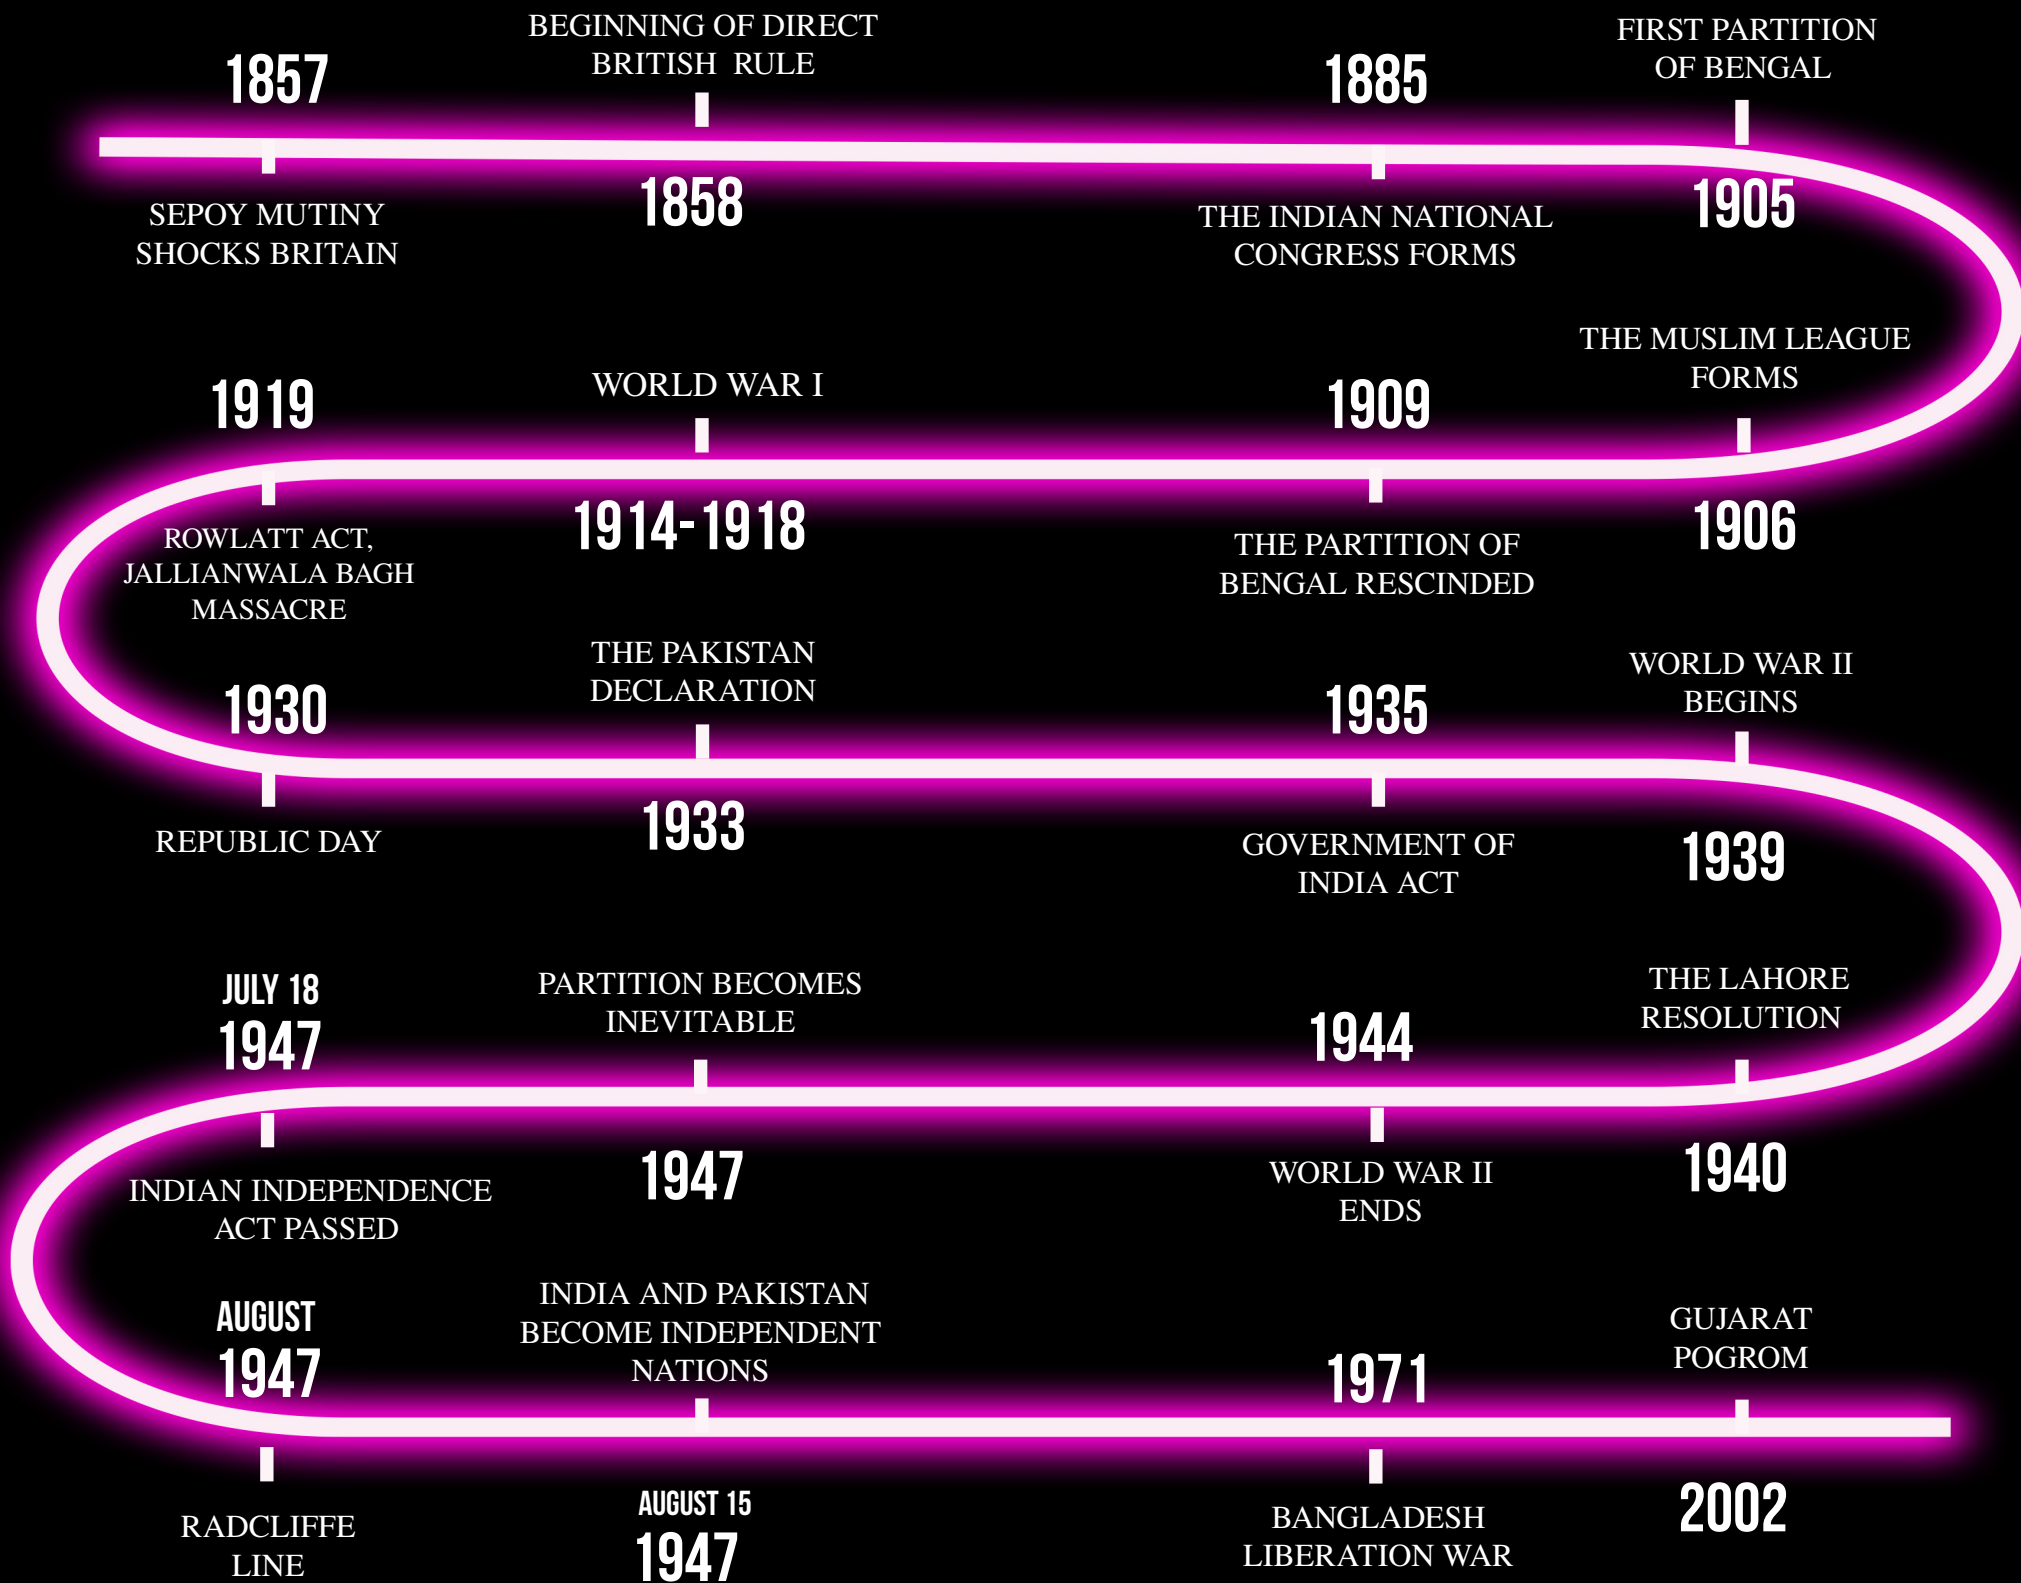 1857
SEPOY MUTINY
SHOCKS BRITAIN
BEGINNING OF DIRECT
BRITISH RULE
1858
1885
THE INDIAN NATIONAL
CONGRESS FORMS
FIRST PARTITION
OF BENGAL
1905
THE MUSLIM LEAGUE
FORMS
1906
1909
THE PARTITION OF
BENGAL RESCINDED
WORLD WAR I
1914-1918
1919
ROWLATT ACT,
JALLIANWALA BAGH
MASSACRE
1930
REPUBLIC DAY
THE PAKISTAN
DECLARATION
1933
1935
GOVERNMENT OF
INDIA ACT
WORLD WAR II
BEGINS
1939
THE LAHORE
RESOLUTION
1940
1944
WORLD WAR II
ENDS
PARTITION BECOMES
INEVITABLE
1947
JULY 18
1947
INDIAN INDEPENDENCE
ACT PASSED
AUGUST
1947
RADCLIFFE
LINE
INDIA AND PAKISTAN
BECOME INDEPENDENT
NATIONS
AUGUST 15
1947
1971
BANGLADESH
LIBERATION WAR
GUJARAT
POGROM
2002